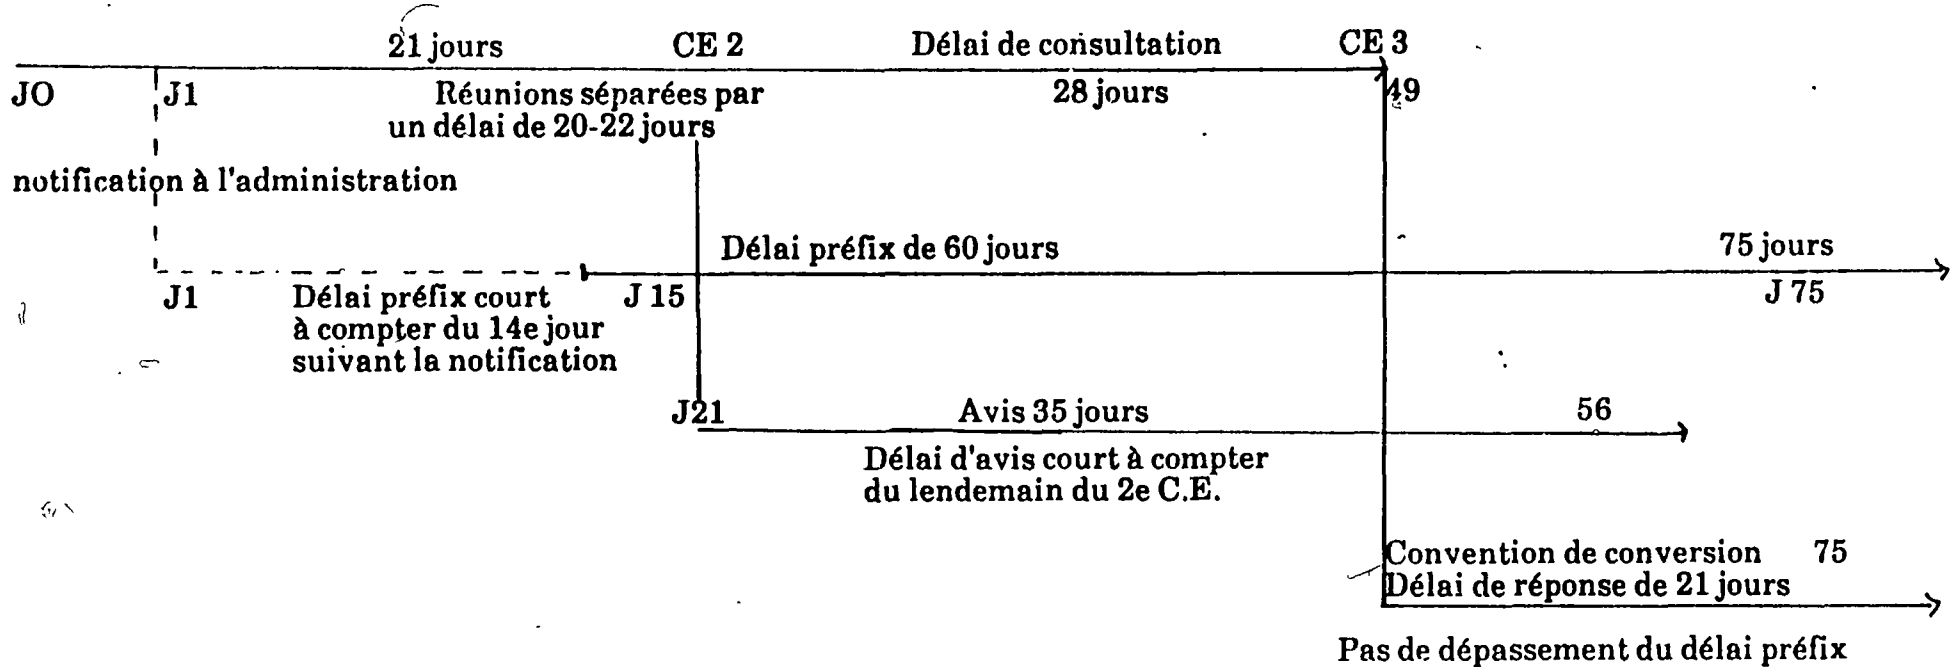 21 jours CE 2 Délai de consultation CE 3
JO J1 Réunions séparées par 28 jours 49
un délai de 20-22 jours
notification à l'administration
Délai préfix de 60 jours 75 jours
J1 Délai préfix court J 15 J 75
à compter du 14e jour
suivant la notification
J21 Avis 35 jours 56
Délai d'avis court à compter
du lendemain du 2e C.E.
Convention de conversion 75
Délai de réponse de 21 jours
Pas de dépassement du délai préfix